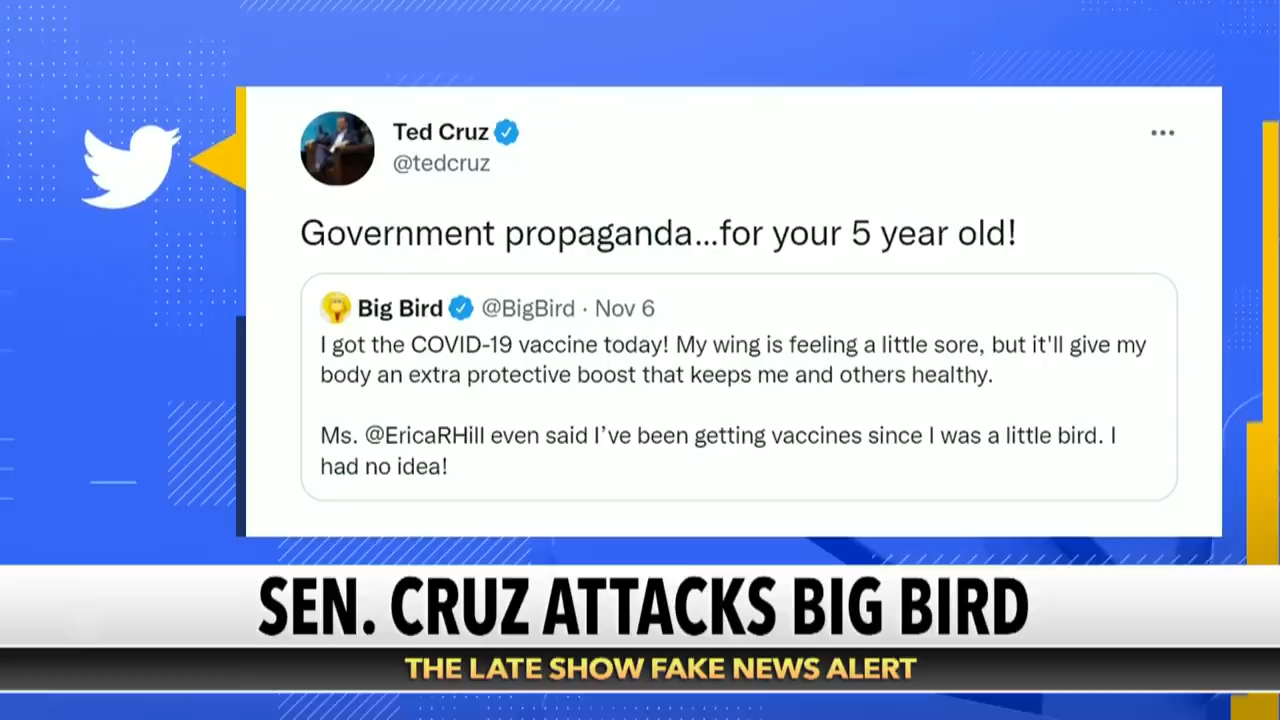 Ted Cruz
@tedcruz
Government propaganda...for your 5 year old!
Big Bird @BigBird · Nov 6
I got the COVID-19 vaccine today! My wing is feeling a little sore, but it'll give my
body an extra protective boost that keeps me and others healthy.
Ms. @EricaRHill even said I’ve been getting vaccines since I was a little bird. I
had no idea!
SEN. CRUZ ATTACKS BIG BIRD
THE LATE SHOW FAKE NEWS ALERT